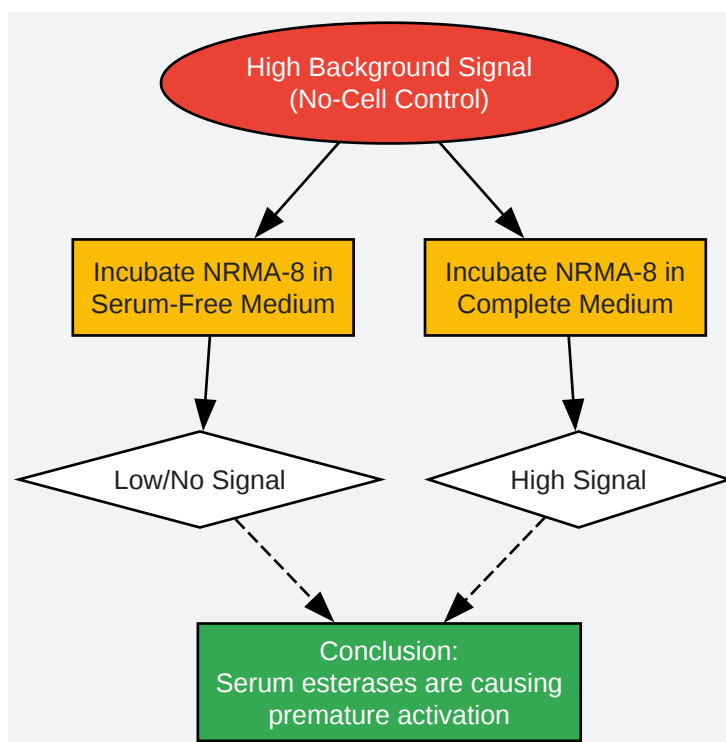 High Background Signal
(No-Cell Control)
Incubate NRMA-8 in
Serum-Free Medium
Incubate NRMA-8 in
Complete Medium
Low/No Signal
High Signal
Conclusion:
Serum esterases are causing
premature activation